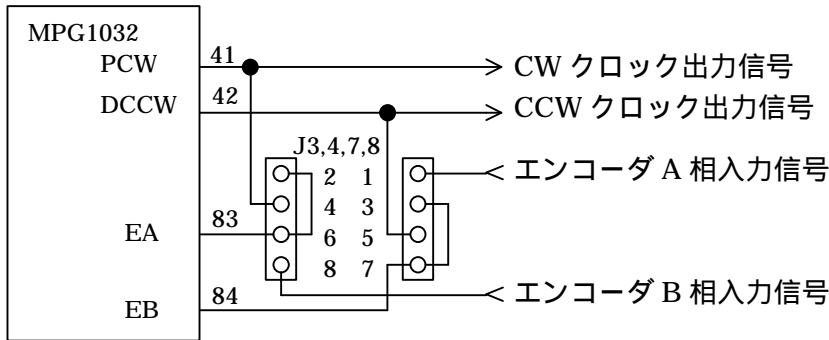 MPG1032
PCW 41 CW クロック出力信号
DCCW 42 CCW クロック出力信号
J3,4,7,8
2 1 エンコーダ A 相入力信号
4 3
EA 83 6 5
8 7
EB 84 エンコーダ B 相入力信号